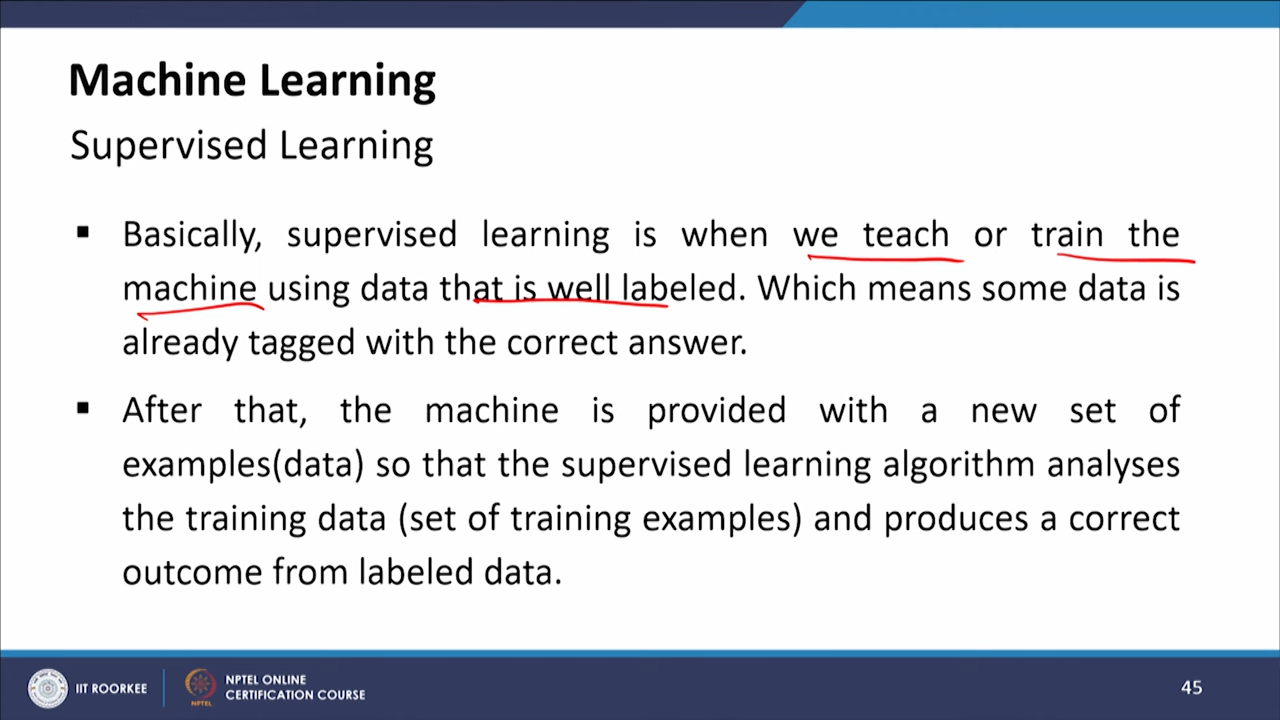 Machine Learning
Supervised Learning
▪ Basically, supervised learning is when we teach or train the
machine using data that is well labeled. Which means some data is
already tagged with the correct answer.
▪ After that, the machine is provided with a new set of
examples(data) so that the supervised learning algorithm analyses
the training data (set of training examples) and produces a correct
outcome from labeled data.
IIT ROORKEE
NPTEL
NPTEL ONLINE
CERTIFICATION COURSE
45